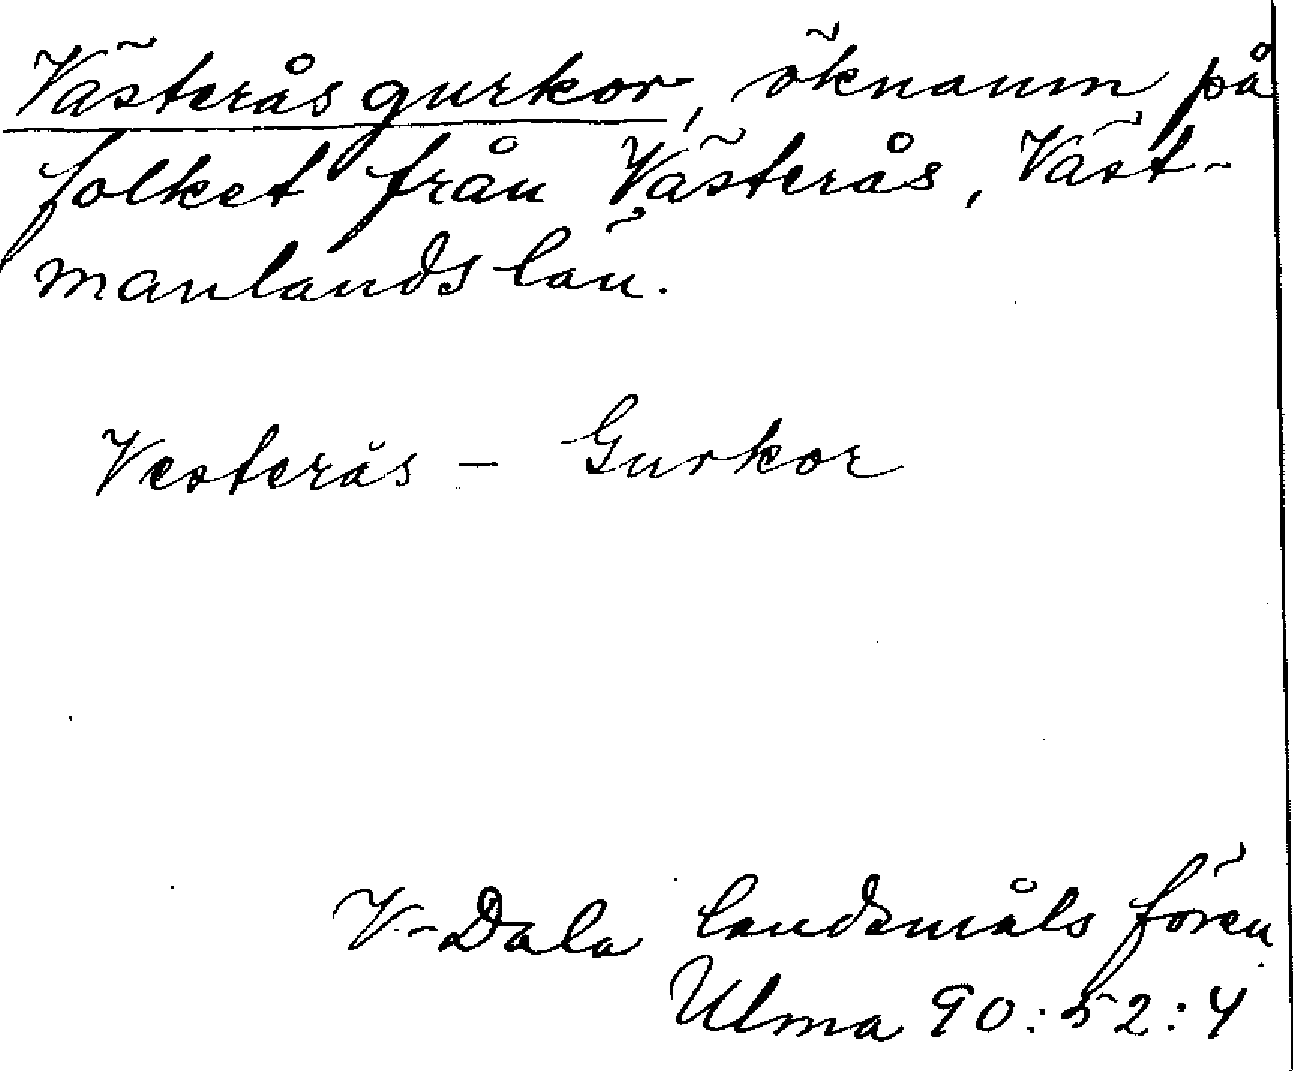 Västeråsgurkor, öknamn på
folket från Västerås, Väst-
manlands län.
Vesterås - Gurkor
V-Dala landsmåls fören.
Ulma 90:52:4